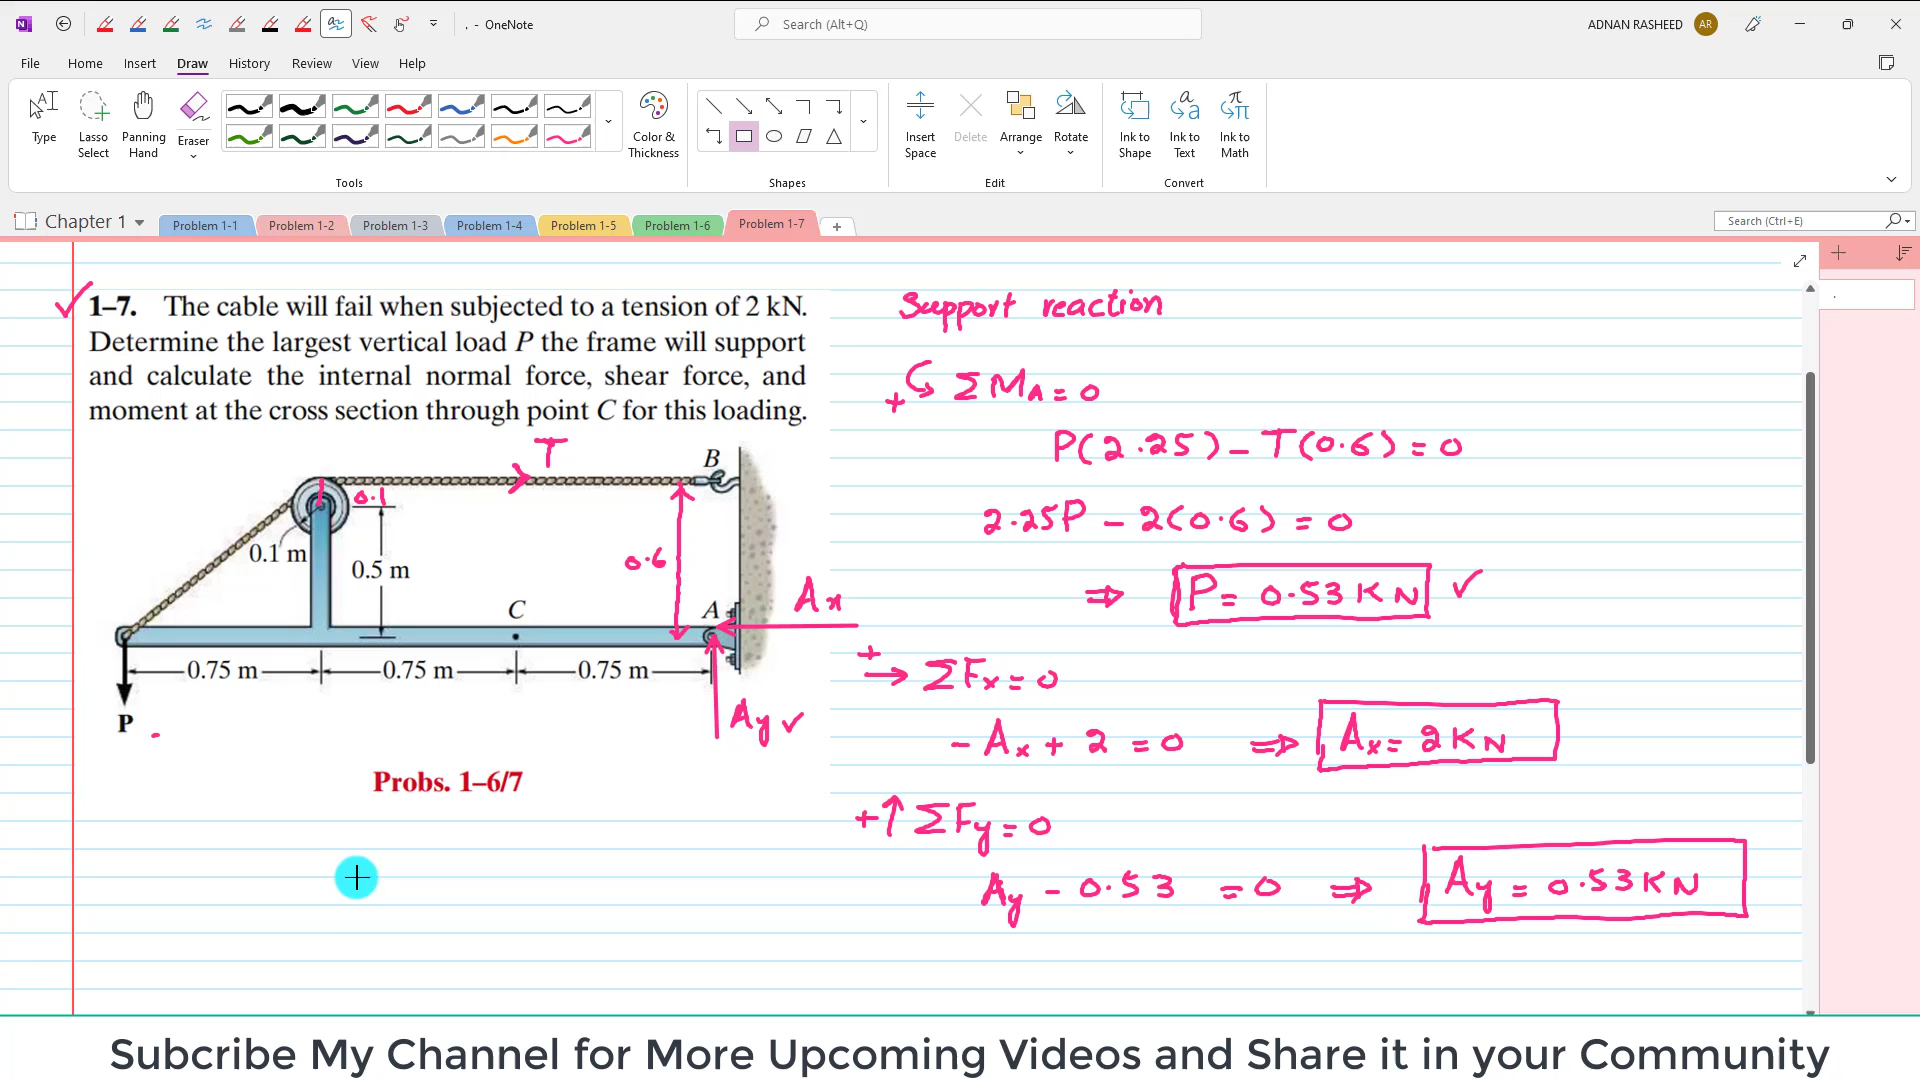 . - OneNote
Search (Alt+Q)
ADNAN RASHEED
AR
File Home Insert Draw History Review View Help
Type
Lasso Select
Panning Hand
Eraser
Color & Thickness
Insert Space
Delete
Arrange
Rotate
Ink to Shape
Ink to Text
Ink to Math
Tools
Shapes
Edit
Convert
Chapter 1
Problem 1-1
Problem 1-2
Problem 1-3
Problem 1-4
Problem 1-5
Problem 1-6
Problem 1-7
Search (Ctrl+E)
1–7. The cable will fail when subjected to a tension of 2 kN.
Determine the largest vertical load P the frame will support
and calculate the internal normal force, shear force, and
moment at the cross section through point C for this loading.
T
B
0.1
0.1 m
0.5 m
0.6
C
A
Ax
0.75 m
0.75 m
0.75 m
P
Ay ✓
Probs. 1–6/7
Support reaction
+ ΣMA = 0
P(2.25) - T(0.6) = 0
2.25P - 2(0.6) = 0
⇒ P = 0.53 KN ✓
+→ ΣFx = 0
- Ax + 2 = 0 ⇒ Ax = 2 KN
+↑ ΣFy = 0
Ay - 0.53 = 0 ⇒ Ay = 0.53 KN
Subcribe My Channel for More Upcoming Videos and Share it in your Community